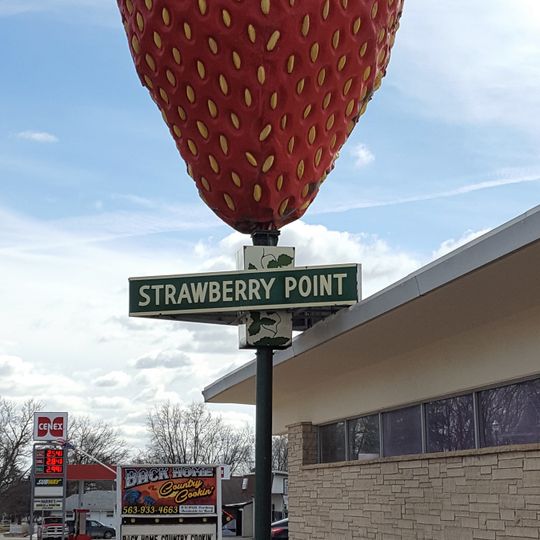 STRAWBERRY POINT
CENEX
SUBWAY
BACK HOME
Country
Cookin'
563-933-4663
BACK HOME COUNTRY COOKIN